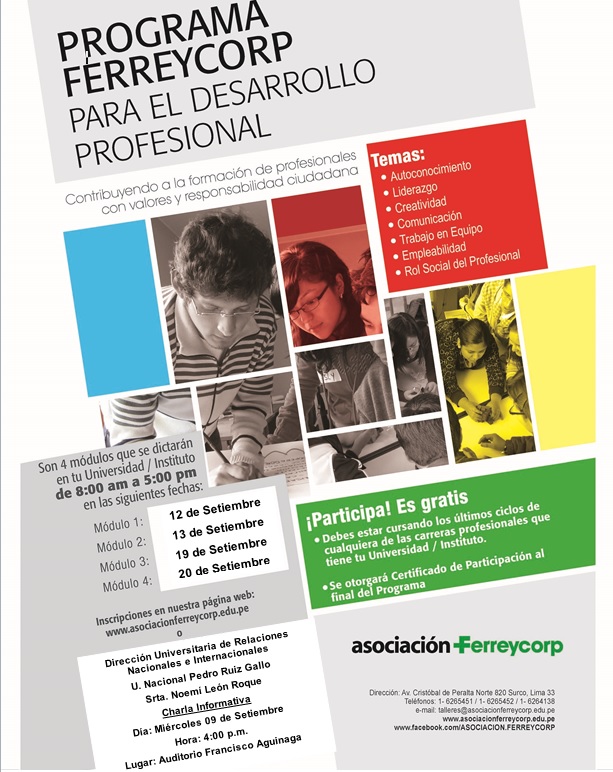 PROGRAMA
FERREYCORP
PARA EL DESARROLLO
PROFESIONAL
Contribuyendo a la formación de profesionales
con valores y responsabilidad ciudadana
Temas:
• Autoconocimiento
• Liderazgo
• Creatividad
• Comunicación
• Trabajo en Equipo
• Empleabilidad
• Rol Social del Profesional
Son 4 módulos que se dictarán
en tu Universidad / Instituto
de 8:00 am a 5:00 pm
en las siguientes fechas:
Módulo 1: 12 de Setiembre
Módulo 2: 13 de Setiembre
Módulo 3: 19 de Setiembre
Módulo 4: 20 de Setiembre
Inscripciones en nuestra página web:
www.asociacionferreycorp.edu.pe
o
Dirección Universitaria de Relaciones
Nacionales e Internacionales
U. Nacional Pedro Ruiz Gallo
Srta. Noemí León Roque
Charla Informativa
Día: Miércoles 09 de Setiembre
Hora: 4:00 p.m.
Lugar: Auditorio Francisco Aguinaga
¡Participa! Es gratis
• Debes estar cursando los últimos ciclos de
cualquiera de las carreras profesionales que
tiene tu Universidad / Instituto.
• Se otorgará Certificado de Participación al
final del Programa
asociación Ferreycorp
Dirección: Av. Cristóbal de Peralta Norte 820 Surco, Lima 33
Teléfonos: 1- 6265451 / 1- 6265452 / 1- 6264138
e-mail: talleres@asociacionferreycorp.edu.pe
www.asociacionferreycorp.edu.pe
www.facebook.com/ASOCIACION.FERREYCORP